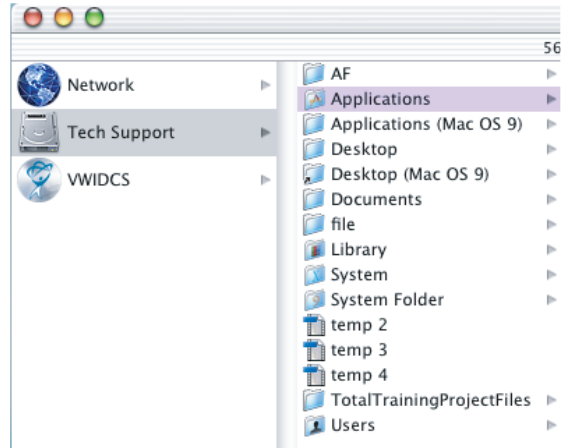 56
Network
Tech Support
VWIDCS
AF
Applications
Applications (Mac OS 9)
Desktop
Desktop (Mac OS 9)
Documents
file
Library
System
System Folder
temp 2
temp 3
temp 4
TotalTrainingProjectFiles
Users